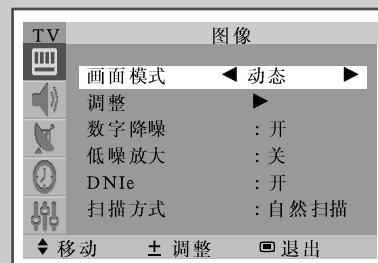 TV 图像
画面模式 ◀ 动态 ▶
调整 ▶
数字降噪 : 开
低噪放大 : 关
DNIe : 开
扫描方式 : 自然扫描
移动 ± 调整 退出